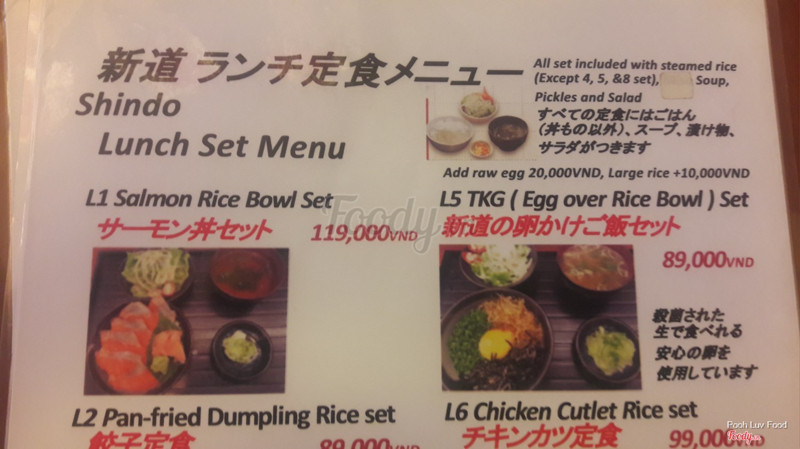 新道 ランチ定食メニュー
Shindo
Lunch Set Menu
All set included with steamed rice
(Except 4, 5, &8 set), Soup,
Pickles and Salad
すべての定食にはごはん
(丼もの以外)、スープ、漬け物、
サラダがつきます
Add raw egg 20,000VND, Large rice +10,000VND
L1 Salmon Rice Bowl Set
サーモン丼セット 119,000VND
L5 TKG ( Egg over Rice Bowl ) Set
新道の卵かけご飯セット
89,000VND
殺菌された
生で食べれる
安心の卵を
使用しています
L2 Pan-fried Dumpling Rice set
餃子定食 89,000VND
L6 Chicken Cutlet Rice set
チキンカツ定食 99,000VND
Foody
Pooh Luv Food
Foody